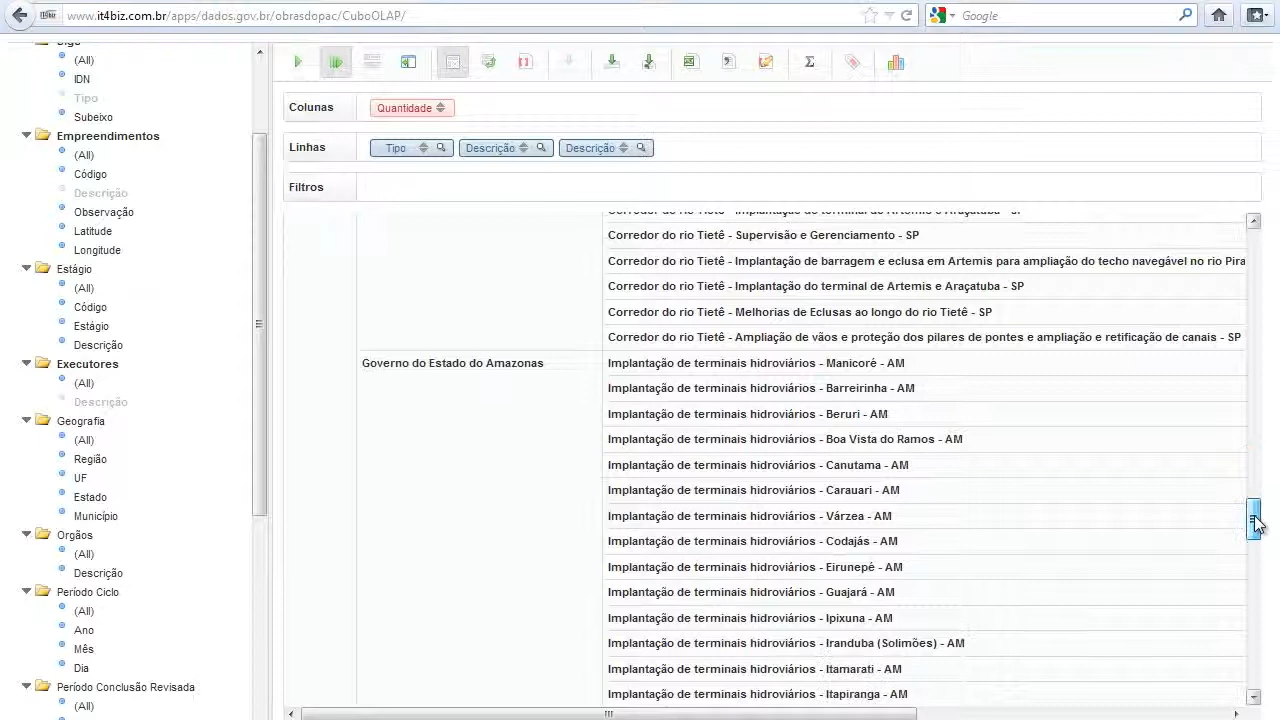 www.it4biz.com.br/apps/dados.gov.br/obrasdopac/CuboOLAP/
Google
(All)
IDN
Tipo
Subeixo
Empreendimentos
(All)
Código
Descrição
Observação
Latitude
Longitude
Estágio
(All)
Código
Estágio
Descrição
Executores
(All)
Descrição
Geografia
(All)
Região
UF
Estado
Município
Orgãos
(All)
Descrição
Período Ciclo
(All)
Ano
Mês
Dia
Período Conclusão Revisada
(All)
Colunas
Quantidade
Linhas
Tipo Descrição Descrição
Filtros
Corredor do rio Tietê - Implantação de terminal de Artemis e Araçatuba - SP
Corredor do rio Tietê - Supervisão e Gerenciamento - SP
Corredor do rio Tietê - Implantação de barragem e eclusa em Artemis para ampliação do techo navegável no rio Pira
Corredor do rio Tietê - Implantação do terminal de Artemis e Araçatuba - SP
Corredor do rio Tietê - Melhorias de Eclusas ao longo do rio Tietê - SP
Corredor do rio Tietê - Ampliação de vãos e proteção dos pilares de pontes e ampliação e retificação de canais - SP
Governo do Estado do Amazonas
Implantação de terminais hidroviários - Manicoré - AM
Implantação de terminais hidroviários - Barreirinha - AM
Implantação de terminais hidroviários - Beruri - AM
Implantação de terminais hidroviários - Boa Vista do Ramos - AM
Implantação de terminais hidroviários - Canutama - AM
Implantação de terminais hidroviários - Carauari - AM
Implantação de terminais hidroviários - Várzea - AM
Implantação de terminais hidroviários - Codajás - AM
Implantação de terminais hidroviários - Eirunepé - AM
Implantação de terminais hidroviários - Guajará - AM
Implantação de terminais hidroviários - Ipixuna - AM
Implantação de terminais hidroviários - Iranduba (Solimões) - AM
Implantação de terminais hidroviários - Itamarati - AM
Implantação de terminais hidroviários - Itapiranga - AM